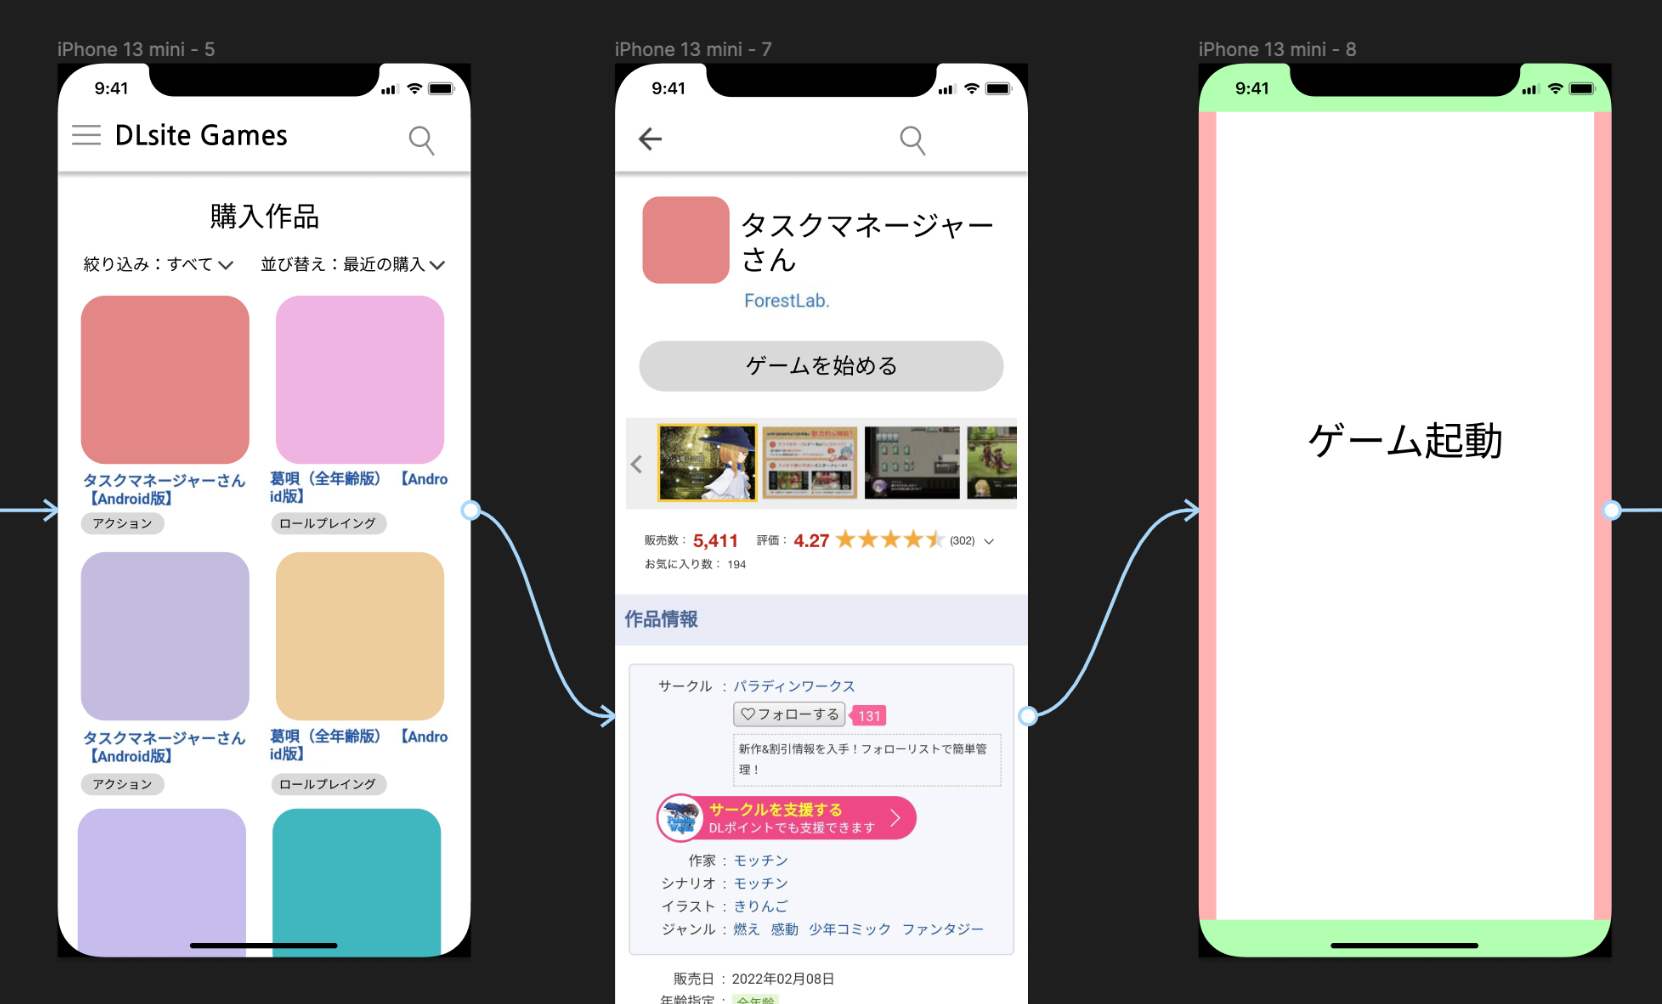 iPhone 13 mini - 5
9:41
DLsite Games
購入作品
絞り込み：すべて
並び替え：最近の購入
タスクマネージャーさん
【Android版】
アクション
葛唄（全年齢版）【Andro
id版】
ロールプレイング
タスクマネージャーさん
【Android版】
アクション
葛唄（全年齢版）【Andro
id版】
ロールプレイング
iPhone 13 mini - 7
9:41
タスクマネージャー
さん
ForestLab.
ゲームを始める
販売数： 5,411 評価： 4.27 (302)
お気に入り数： 194
作品情報
サークル ： パラディンワークス
フォローする 131
新作&割引情報を入手！フォローリストで簡単管
理！
サークルを支援する
DLポイントでも支援できます
作家 ： モッチン
シナリオ ： モッチン
イラスト ： きりんご
ジャンル ： 燃え 感動 少年コミック ファンタジー
販売日 ： 2022年02月08日
年齢指定 ： 全年齢
iPhone 13 mini - 8
9:41
ゲーム起動